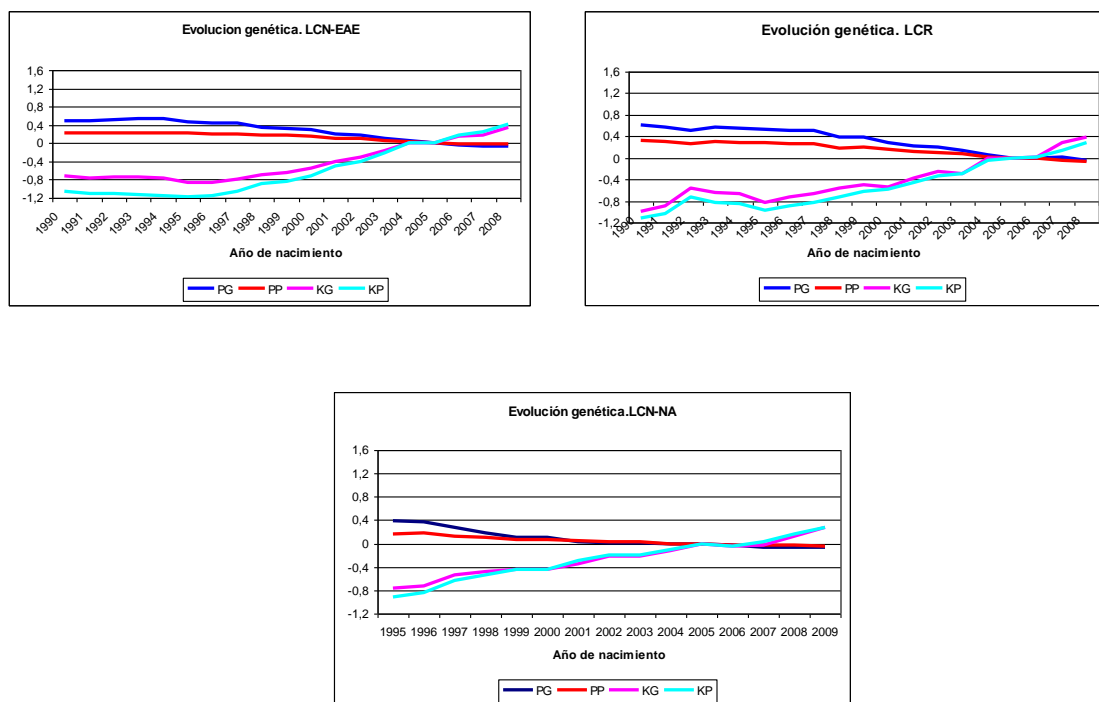 Evolucion genética. LCN-EAE
1,6
1,2
0,8
0,4
0
-0,4
-0,8
-1,2
1990 1991 1992 1993 1994 1995 1996 1997 1998 1999 2000 2001 2002 2003 2004 2005 2006 2007 2008
Año de nacimiento
PG PP KG KP
Evolución genética. LCR
1,6
1,2
0,8
0,4
0
-0,4
-0,8
-1,2
1990 1991 1992 1993 1994 1995 1996 1997 1998 1999 2000 2001 2002 2003 2004 2005 2006 2007 2008
Año de nacimiento
PG PP KG KP
Evolución genética.LCN-NA
1,6
1,2
0,8
0,4
0
-0,4
-0,8
-1,2
1995 1996 1997 1998 1999 2000 2001 2002 2003 2004 2005 2006 2007 2008 2009
Año de nacimiento
PG PP KG KP